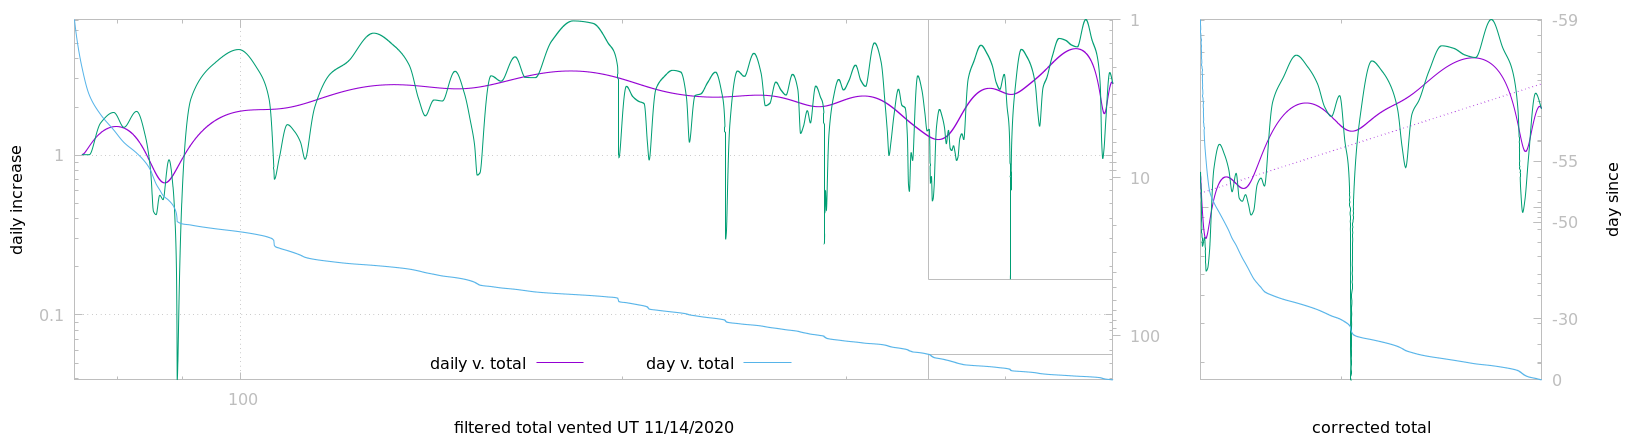 daily increase
1
0.1
100
1
10
100
daily v. total
day v. total
filtered total vented UT 11/14/2020
-59
-55
-50
-30
0
day since
corrected total